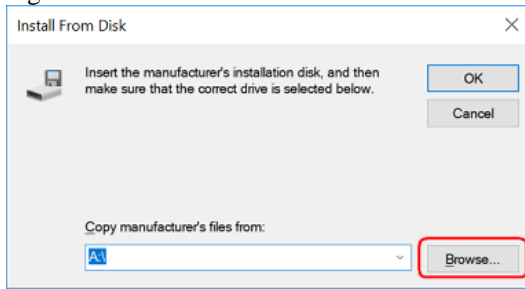 Install From Disk
Insert the manufacturer's installation disk, and then
make sure that the correct drive is selected below.
OK
Cancel
Copy manufacturer's files from:
A:\
Browse...